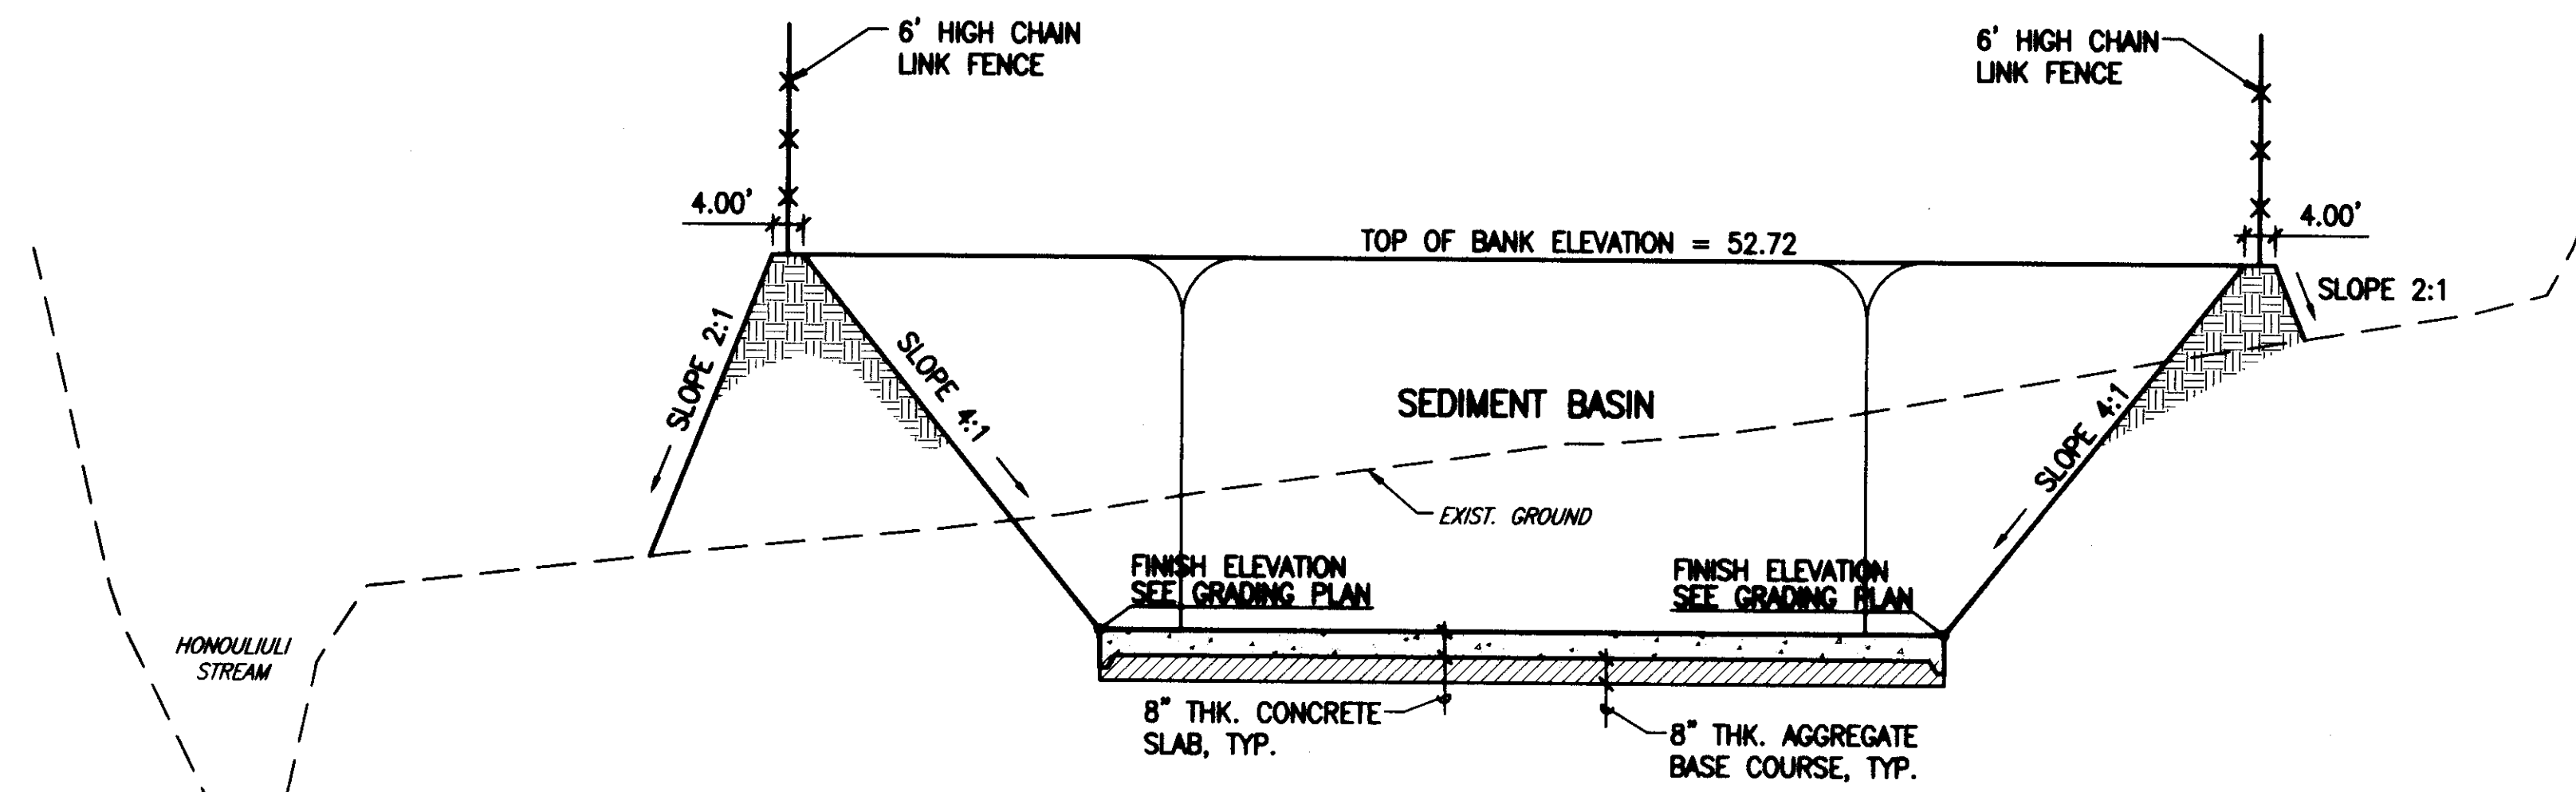 6' HIGH CHAIN
LINK FENCE
6' HIGH CHAIN
LINK FENCE
4.00'
4.00'
TOP OF BANK ELEVATION = 52.72
SLOPE 2:1
SLOPE 4:1
SEDIMENT BASIN
SLOPE 4:1
SLOPE 2:1
EXIST. GROUND
FINISH ELEVATION
SEE GRADING PLAN
FINISH ELEVATION
SEE GRADING PLAN
HONOULIULI
STREAM
8" THK. CONCRETE
SLAB, TYP.
8" THK. AGGREGATE
BASE COURSE, TYP.